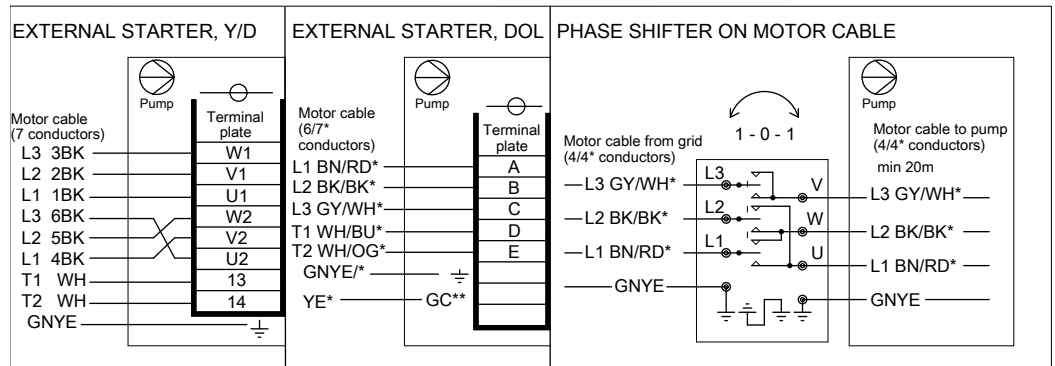 EXTERNAL STARTER, Y/D
Pump
Motor cable
(7 conductors)
Terminal
plate
L3 3BK W1
L2 2BK V1
L1 1BK U1
L3 6BK W2
L2 5BK V2
L1 4BK U2
T1 WH 13
T2 WH 14
GNYE
EXTERNAL STARTER, DOL
Pump
Motor cable
(6/7*
conductors)
Terminal
plate
L1 BN/RD* A
L2 BK/BK* B
L3 GY/WH* C
T1 WH/BU* D
T2 WH/OG* E
GNYE/*
YE* GC**
PHASE SHIFTER ON MOTOR CABLE
Pump
1 - 0 - 1
Motor cable from grid
(4/4* conductors)
Motor cable to pump
(4/4* conductors)
min 20m
L3 GY/WH* L3 V L3 GY/WH*
L2 BK/BK* L2 W L2 BK/BK*
L1 BN/RD* L1 U L1 BN/RD*
GNYE GNYE